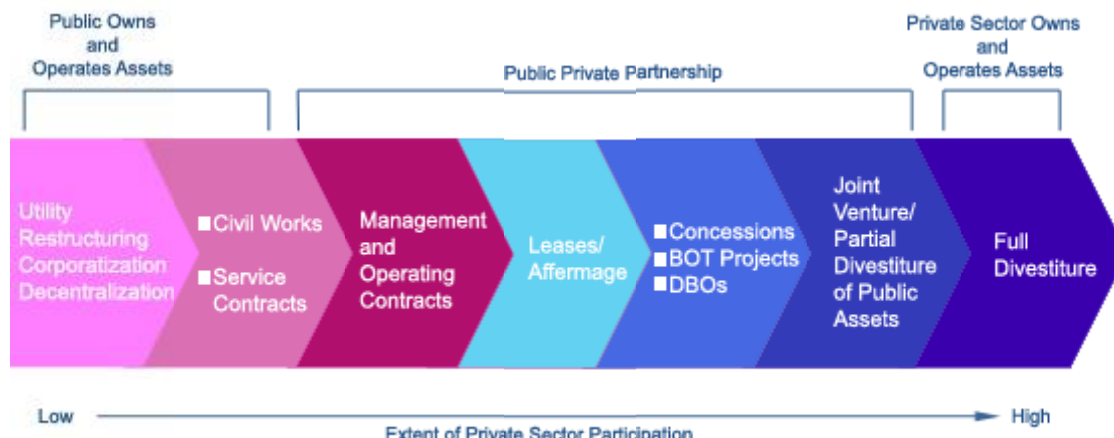 Public Owns
and
Operates Assets
Public Private Partnership
Private Sector Owns
and
Operates Assets
Utility
Restructuring
Corporatization
Decentralization
Civil Works
Service
Contracts
Management
and
Operating
Contracts
Leases/
Affermage
Concessions
BOT Projects
DBOs
Joint
Venture/
Partial
Divestiture
of Public
Assets
Full
Divestiture
Low
High
Extent of Private Sector Participation